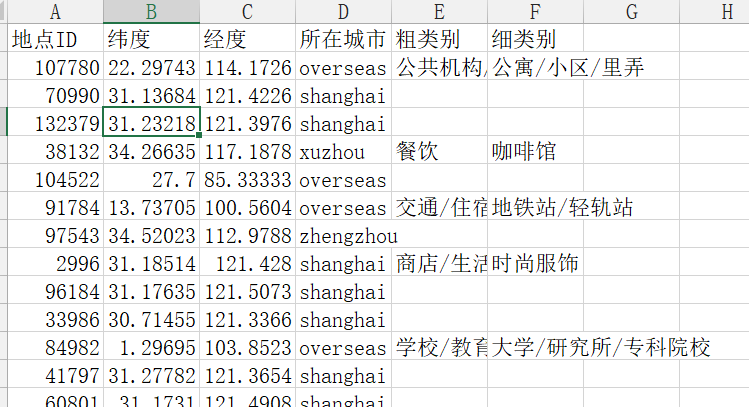 A B C D E F G H
地点ID 纬度 经度 所在城市 粗类别 细类别
107780 22.29743 114.1726 overseas 公共机构/ 公寓/小区/里弄
70990 31.13684 121.4226 shanghai
132379 31.23218 121.3976 shanghai
38132 34.26635 117.1878 xuzhou 餐饮 咖啡馆
104522 27.7 85.33333 overseas
91784 13.73705 100.5604 overseas 交通/住宿 地铁站/轻轨站
97543 34.52023 112.9788 zhengzhou
2996 31.18514 121.428 shanghai 商店/生活 时尚服饰
96184 31.17635 121.5073 shanghai
33986 30.71455 121.3366 shanghai
84982 1.29695 103.8523 overseas 学校/教育 大学/研究所/专科院校
41797 31.27782 121.3654 shanghai
60801 31.1731 121.4908 shanghai